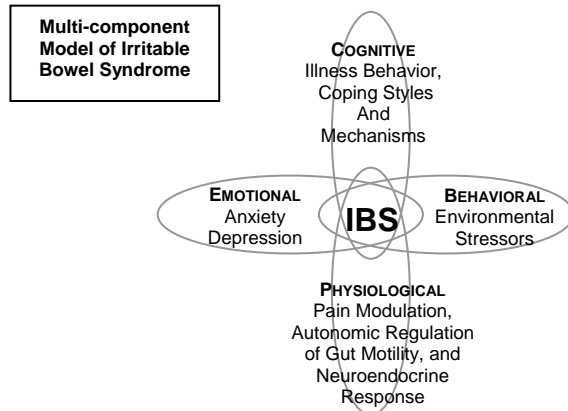 Multi-component
Model of Irritable
Bowel Syndrome
COGNITIVE
Illness Behavior,
Coping Styles
And
Mechanisms
EMOTIONAL
Anxiety
Depression
IBS
BEHAVIORAL
Environmental
Stressors
PHYSIOLOGICAL
Pain Modulation,
Autonomic Regulation
of Gut Motility, and
Neuroendocrine
Response